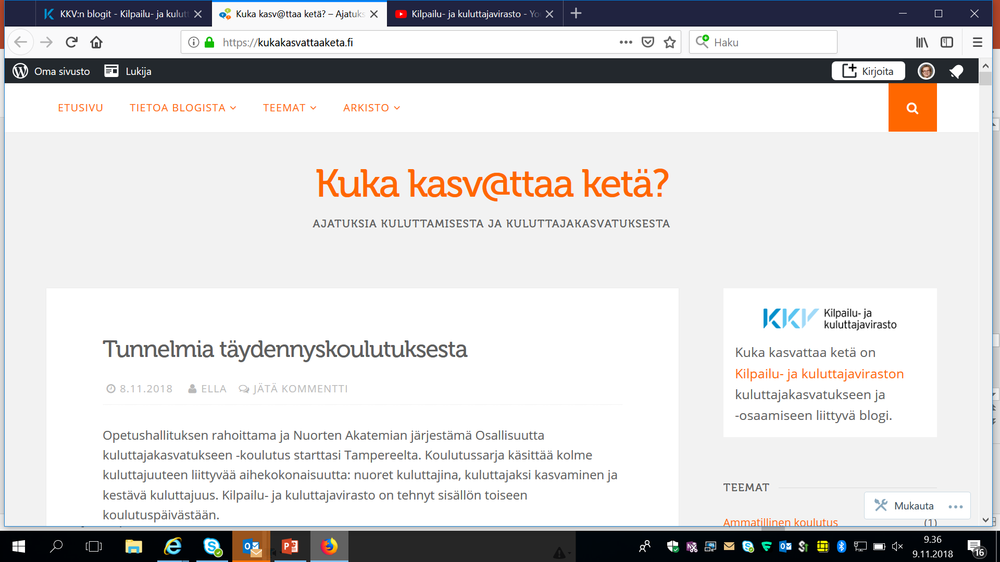 KKV:n blogit - Kilpailu- ja kulutt
Kuka kasv@ttaa ketä? – Ajatuks
Kilpailu- ja kuluttajavirasto - You
https://kukakasvattaaketa.fi
Haku
Oma sivusto
Lukija
Kirjoita
ETUSIVU
TIETOA BLOGISTA
TEEMAT
ARKISTO
Kuka kasv@ttaa ketä?
AJATUKSIA KULUTTAMISESTA JA KULUTTAJAKASVATUKSESTA
Tunnelmia täydennyskoulutuksesta
8.11.2018 ELLA JÄTÄ KOMMENTTI
Opetushallituksen rahoittama ja Nuorten Akatemian järjestämä Osallisuutta
kuluttajakasvatukseen -koulutus starttasi Tampereelta. Koulutussarja käsittää kolme
kuluttajuuteen liittyvää aihekokonaisuutta: nuoret kuluttajina, kuluttajaksi kasvaminen ja
kestävä kuluttajuus. Kilpailu- ja kuluttajavirasto on tehnyt sisällön toiseen
koulutuspäivästään.
KKV Kilpailu- ja
kuluttajavirasto
Kuka kasvattaa ketä on
Kilpailu- ja kuluttajaviraston
kuluttajakasvatukseen ja
-osaamiseen liittyvä blogi.
TEEMAT
Mukauta
Ammatillinen koulutus (1)
9.36
9.11.2018
16